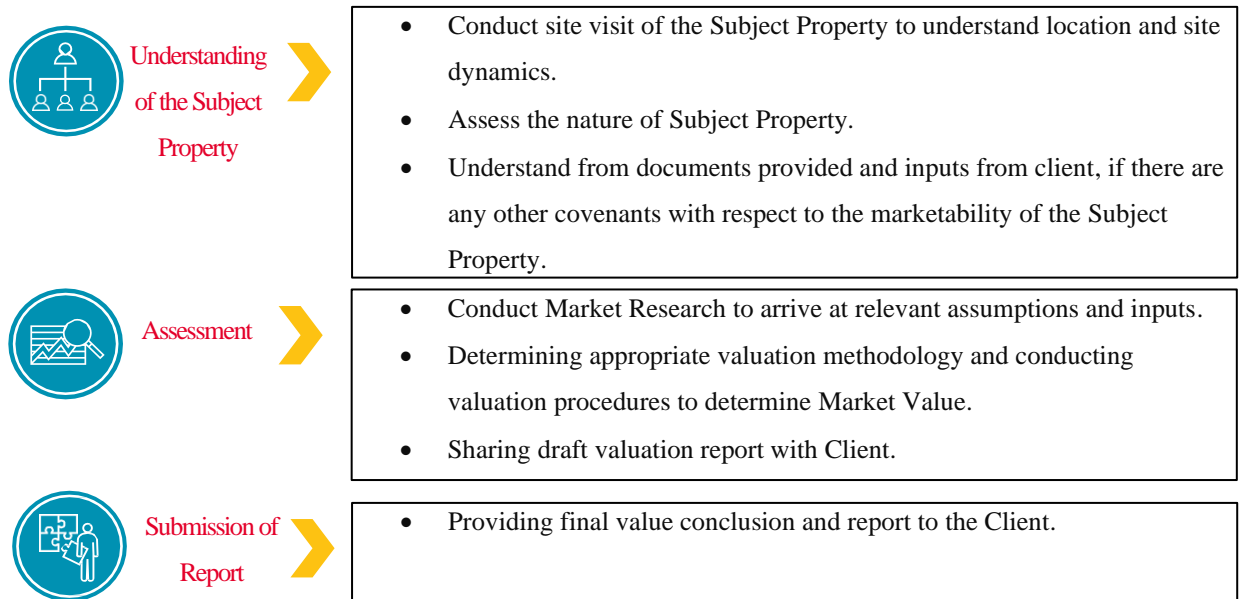 Understanding
of the Subject
Property
• Conduct site visit of the Subject Property to understand location and site
dynamics.
• Assess the nature of Subject Property.
• Understand from documents provided and inputs from client, if there are
any other covenants with respect to the marketability of the Subject
Property.
Assessment
• Conduct Market Research to arrive at relevant assumptions and inputs.
• Determining appropriate valuation methodology and conducting
valuation procedures to determine Market Value.
• Sharing draft valuation report with Client.
Submission of
Report
• Providing final value conclusion and report to the Client.